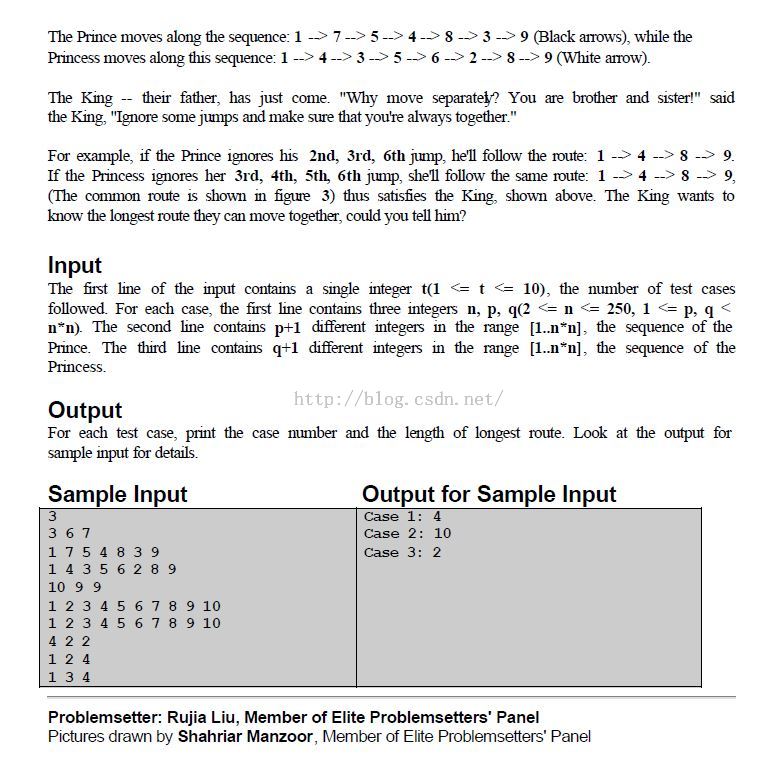 The Prince moves along the sequence: 1 --> 7 --> 5 --> 4 --> 8 --> 3 --> 9 (Black arrows), while the
Princess moves along this sequence: 1 --> 4 --> 3 --> 5 --> 6 --> 2 --> 8 --> 9 (White arrow).
The King -- their father, has just come. "Why move separately? You are brother and sister!" said
the King, "Ignore some jumps and make sure that you're always together."
For example, if the Prince ignores his 2nd, 3rd, 6th jump, he'll follow the route: 1 --> 4 --> 8 --> 9.
If the Princess ignores her 3rd, 4th, 5th, 6th jump, she'll follow the same route: 1 --> 4 --> 8 --> 9,
(The common route is shown in figure 3) thus satisfies the King, shown above. The King wants to
know the longest route they can move together, could you tell him?
Input
The first line of the input contains a single integer t(1 <= t <= 10), the number of test cases
followed. For each case, the first line contains three integers n, p, q(2 <= n <= 250, 1 <= p, q <
n*n). The second line contains p+1 different integers in the range [1..n*n], the sequence of the
Prince. The third line contains q+1 different integers in the range [1..n*n], the sequence of the
Princess.
http://blog.csdn.net/
Output
For each test case, print the case number and the length of longest route. Look at the output for
sample input for details.
Sample Input
3
3 6 7
1 7 5 4 8 3 9
1 4 3 5 6 2 8 9
10 9 9
1 2 3 4 5 6 7 8 9 10
1 2 3 4 5 6 7 8 9 10
4 2 2
1 2 4
1 3 4
Output for Sample Input
Case 1: 4
Case 2: 10
Case 3: 2
Problemsetter: Rujia Liu, Member of Elite Problemsetters' Panel
Pictures drawn by Shahriar Manzoor, Member of Elite Problemsetters' Panel